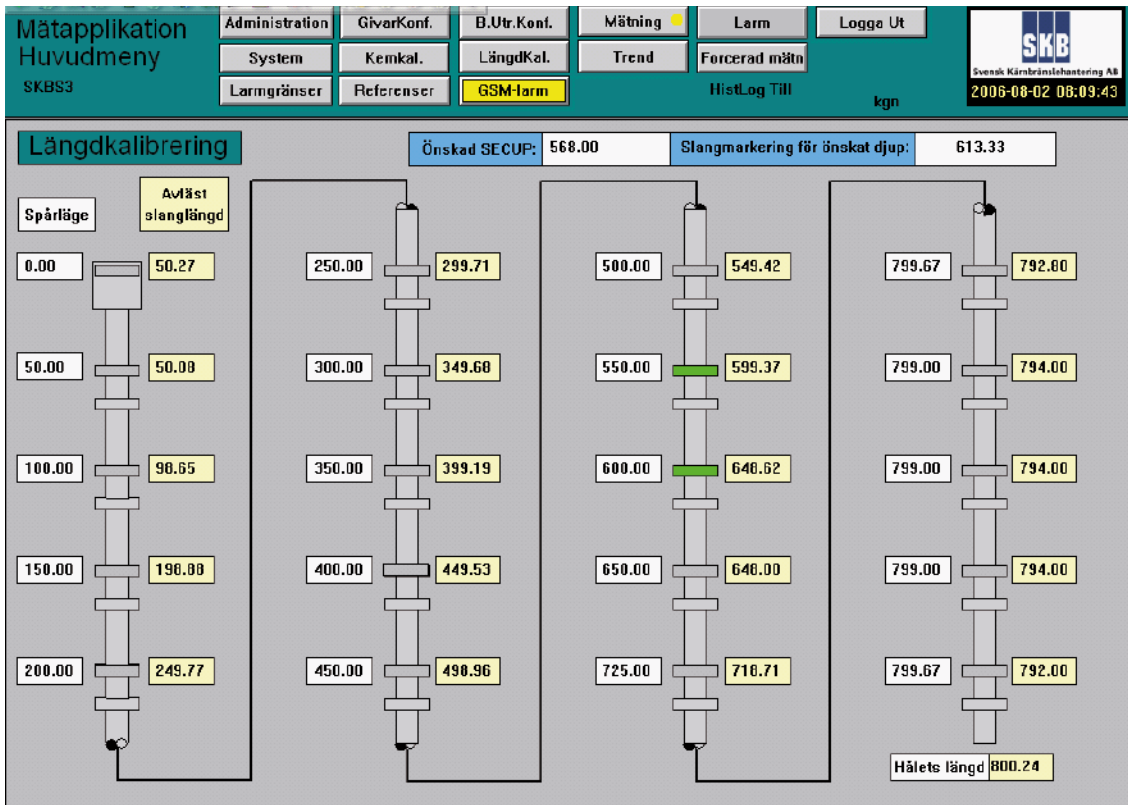 Mätapplikation
Huvudmeny
SKBS3
Administration GivarKonf. B.Utr.Konf. Mätning Larm Logga Ut
System Kemkal. LängdKal. Trend Forcerad mätn
Larmgränser Referenser GSM-larm HistLog Till kgn
SKB
Svensk Kärnbränslehantering AB
2006-08-02 08:09:43
Längdkalibrering
Önskad SECUP: 568.00 Slangmarkering för önskat djup: 613.33
Spårläge Avläst slanglängd
0.00 50.27 250.00 299.71 500.00 549.42 799.67 792.80
50.00 50.08 300.00 349.68 550.00 599.37 799.00 794.00
100.00 98.65 350.00 399.19 600.00 648.62 799.00 794.00
150.00 198.88 400.00 449.53 650.00 648.00 799.00 794.00
200.00 249.77 450.00 498.96 725.00 718.71 799.67 792.00
Hålets längd 800.24